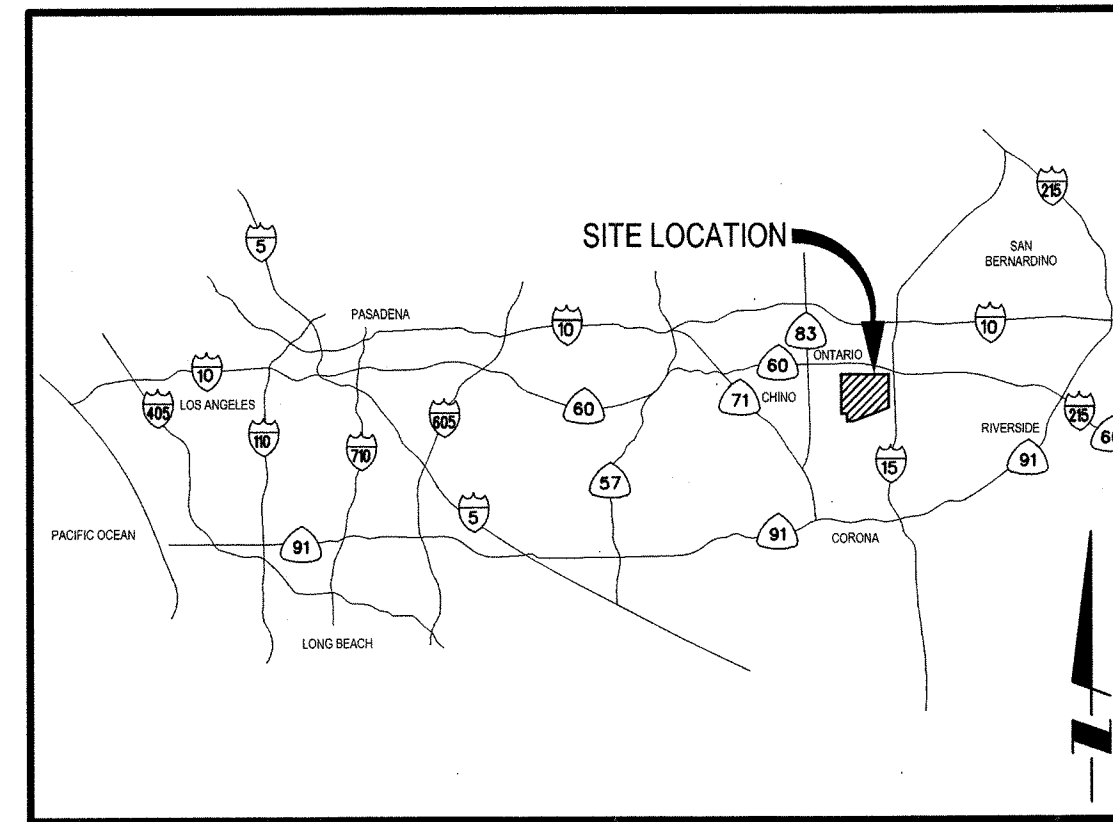 215
5
SITE LOCATION
SAN
BERNARDINO
PASADENA
10
83
10
10
60
ONTARIO
405
LOS ANGELES
110
710
605
60
71
CHINO
215
60
RIVERSIDE
91
15
57
5
PACIFIC OCEAN
91
91
CORONA
LONG BEACH